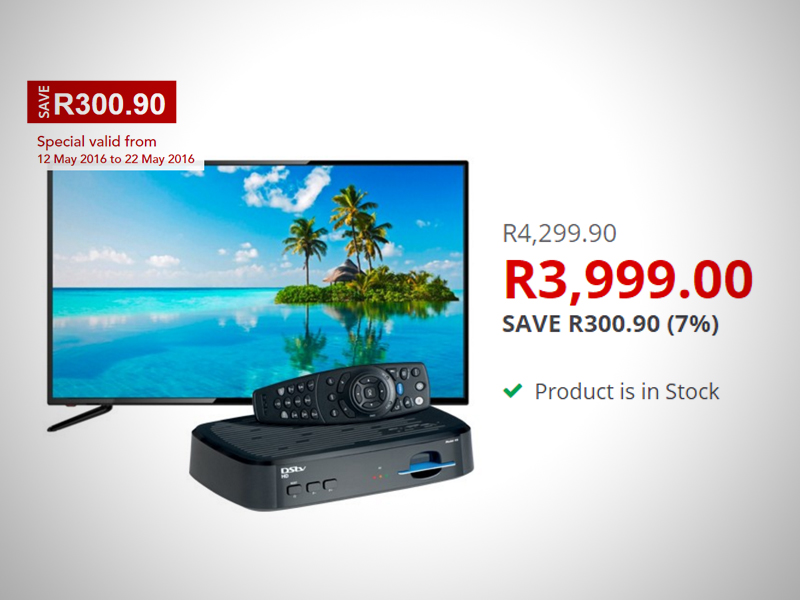 SAVE R300.90
Special valid from
12 May 2016 to 22 May 2016
R4,299.90
R3,999.00
SAVE R300.90 (7%)
Product is in Stock
DStv
HD